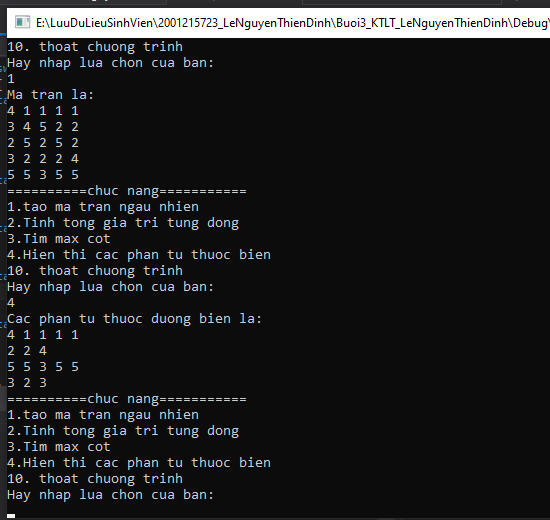 E:\LuuDuLieuSinhVien\2001215723_LeNguyenThienDinh\Buoi3_KTLT_LeNguyenThienDinh\Debug\
10. thoat chuong trinh
Hay nhap lua chon cua ban:
1
Ma tran la:
4 1 1 1 1
3 4 5 2 2
2 5 2 5 2
3 2 2 2 4
5 5 3 5 5
==========chuc nang===========
1.tao ma tran ngau nhien
2.Tinh tong gia tri tung dong
3.Tim max cot
4.Hien thi cac phan tu thuoc bien
10. thoat chuong trinh
Hay nhap lua chon cua ban:
4
Cac phan tu thuoc duong bien la:
4 1 1 1 1
2 2 4
5 5 3 5 5
3 2 3
==========chuc nang===========
1.tao ma tran ngau nhien
2.Tinh tong gia tri tung dong
3.Tim max cot
4.Hien thi cac phan tu thuoc bien
10. thoat chuong trinh
Hay nhap lua chon cua ban: